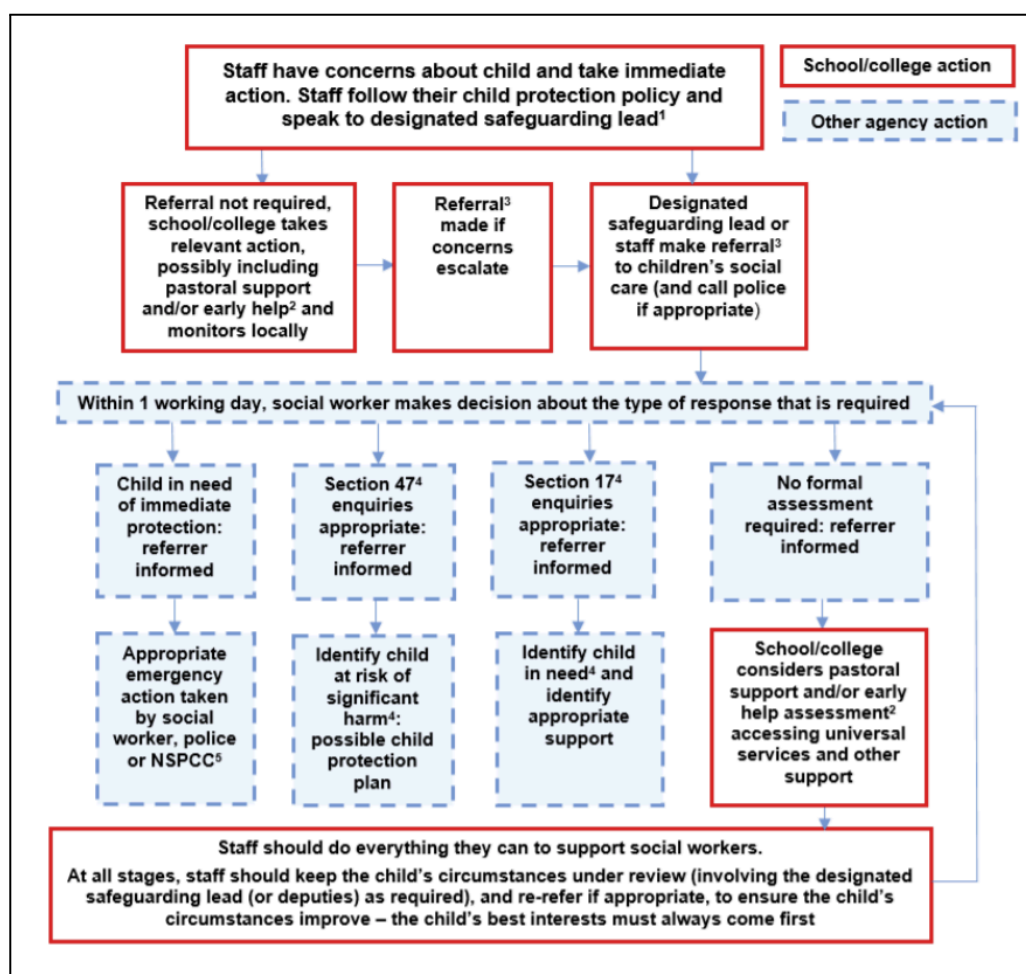 Staff have concerns about child and take immediate
action. Staff follow their child protection policy and
speak to designated safeguarding lead¹
School/college action
Other agency action
Referral not required,
school/college takes
relevant action,
possibly including
pastoral support
and/or early help² and
monitors locally
Referral³
made if
concerns
escalate
Designated
safeguarding lead or
staff make referral³
to children’s social
care (and call police
if appropriate)
Within 1 working day, social worker makes decision about the type of response that is required
Child in need
of immediate
protection:
referrer
informed
Section 47⁴
enquiries
appropriate:
referrer
informed
Section 17⁴
enquiries
appropriate:
referrer
informed
No formal
assessment
required: referrer
informed
Appropriate
emergency
action taken
by social
worker, police
or NSPCC⁵
Identify child
at risk of
significant
harm⁴:
possible child
protection
plan
Identify child
in need⁴ and
identify
appropriate
support
School/college
considers pastoral
support and/or early
help assessment²
accessing universal
services and other
support
Staff should do everything they can to support social workers.
At all stages, staff should keep the child’s circumstances under review (involving the designated
safeguarding lead (or deputies) as required), and re-refer if appropriate, to ensure the child’s
circumstances improve – the child’s best interests must always come first